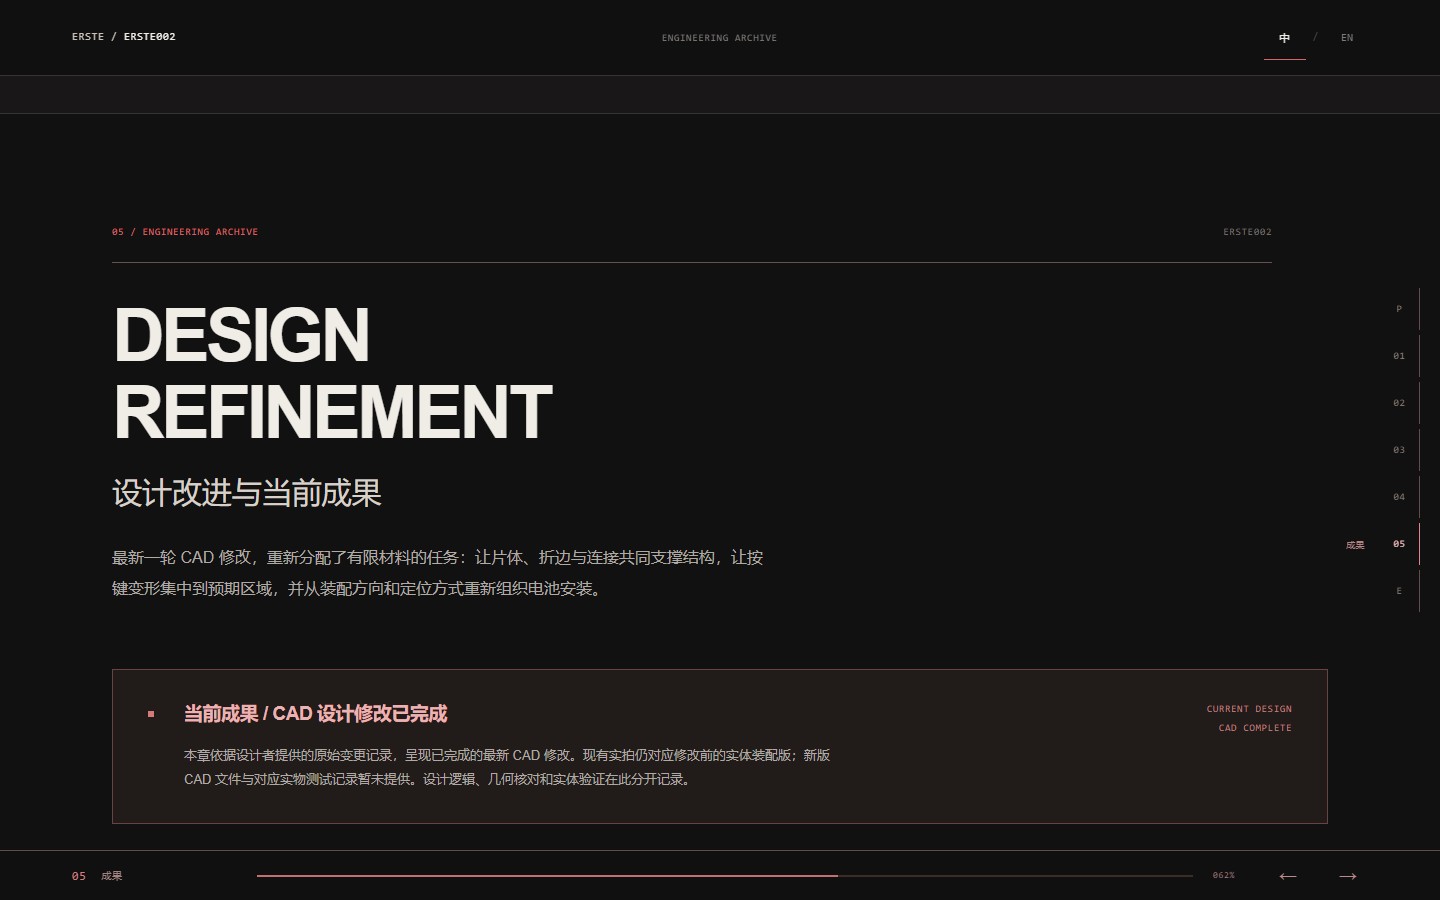 ERSTE / ERSTE002
ENGINEERING ARCHIVE
中 / EN
05 / ENGINEERING ARCHIVE
ERSTE002
DESIGN
REFINEMENT
设计改进与当前成果
最新一轮 CAD 修改，重新分配了有限材料的任务：让片体、折边与连接共同支撑结构，让按
键变形集中到预期区域，并从装配方向和定位方式重新组织电池安装。
P
01
02
03
04
成果 05
E
当前成果 / CAD 设计修改已完成
CURRENT DESIGN
CAD COMPLETE
本章依据设计者提供的原始变更记录，呈现已完成的最新 CAD 修改。现有实拍仍对应修改前的实体装配版；新版
CAD 文件与对应实物测试记录暂未提供。设计逻辑、几何核对和实体验证在此分开记录。
05 成果
062%
← →